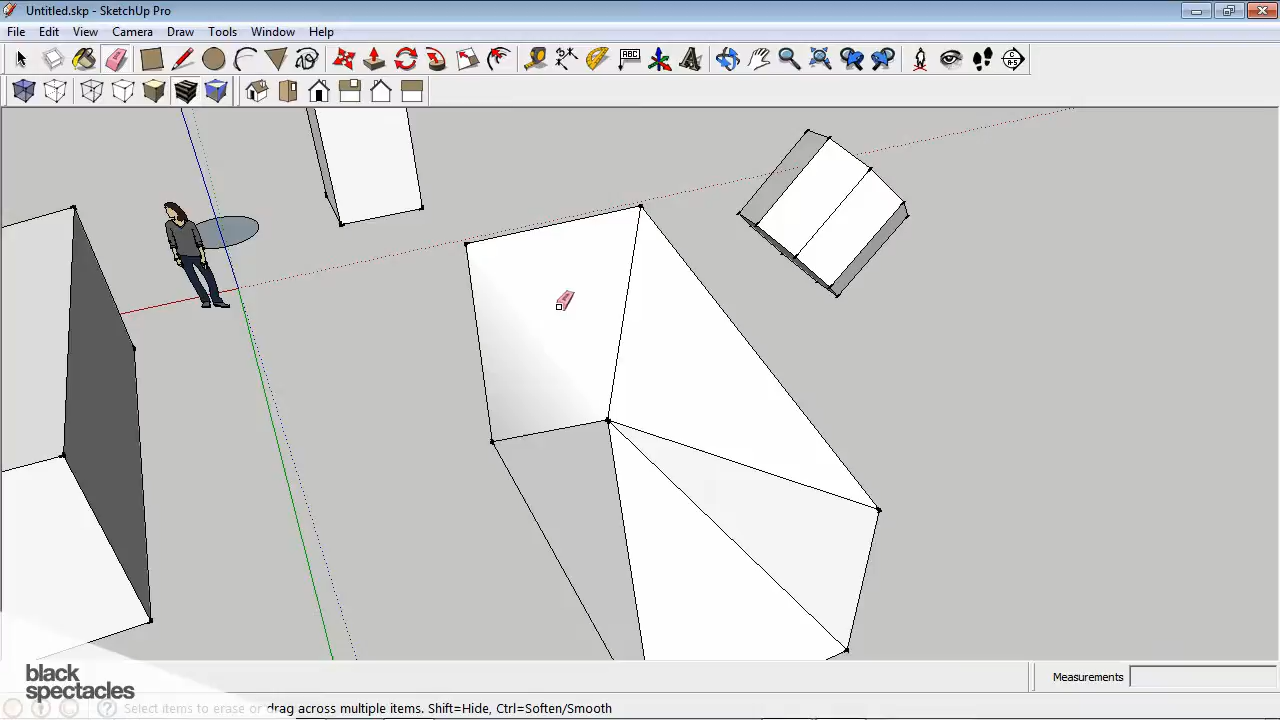 Untitled.skp - SketchUp Pro
File Edit View Camera Draw Tools Window Help
ABC
A
Measurements
black
spectacles
Select items to erase or drag across multiple items. Shift=Hide, Ctrl=Soften/Smooth